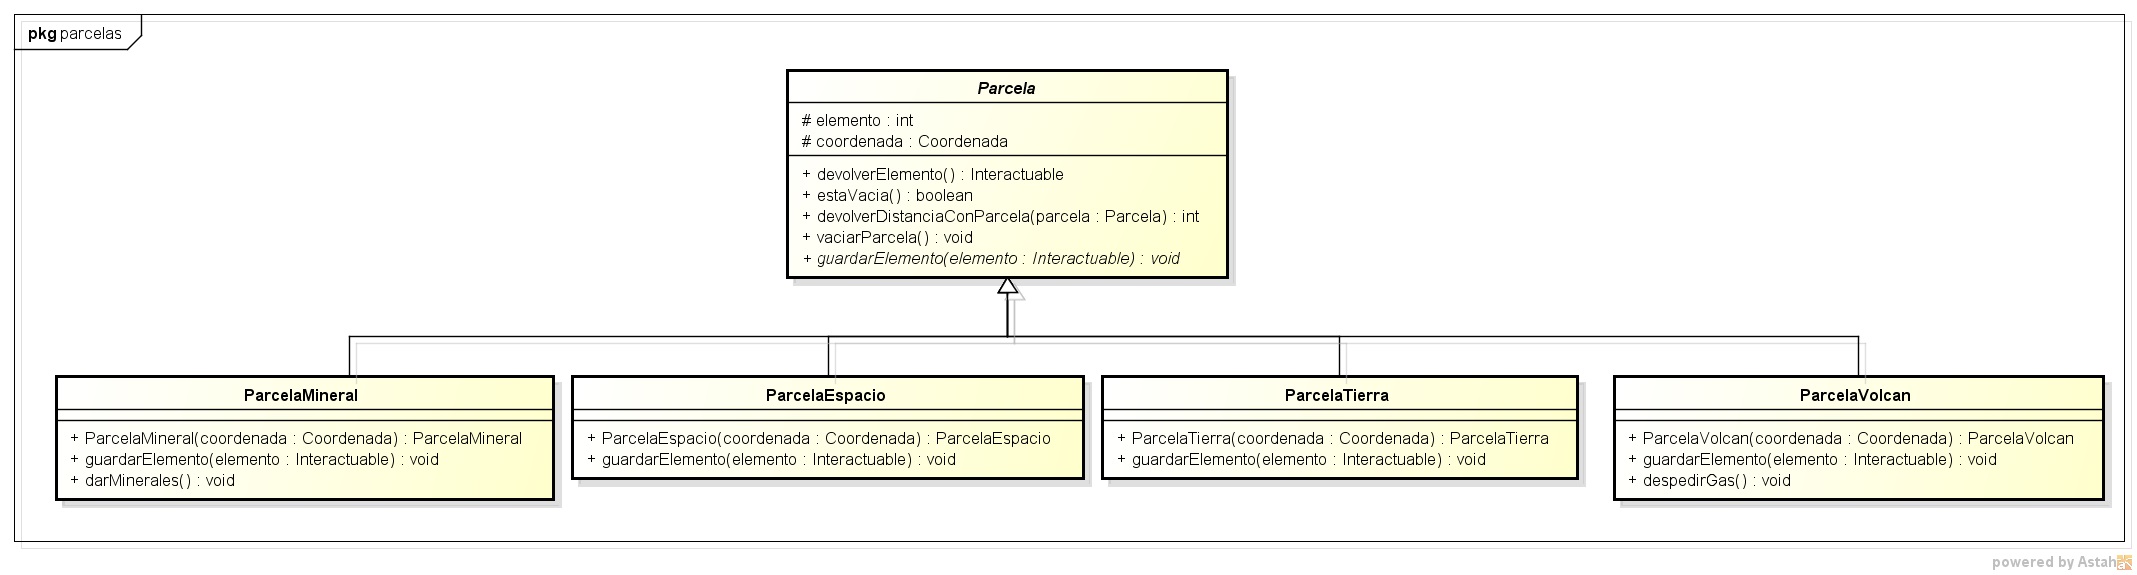 pkg parcelas
Parcela
# elemento : int
# coordenada : Coordenada
+ devolverElemento() : Interactuable
+ estaVacia() : boolean
+ devolverDistanciaConParcela(parcela : Parcela) : int
+ vaciarParcela() : void
+ guardarElemento(elemento : Interactuable) : void
ParcelaMineral
+ ParcelaMineral(coordenada : Coordenada) : ParcelaMineral
+ guardarElemento(elemento : Interactuable) : void
+ darMinerales() : void
ParcelaEspacio
+ ParcelaEspacio(coordenada : Coordenada) : ParcelaEspacio
+ guardarElemento(elemento : Interactuable) : void
ParcelaTierra
+ ParcelaTierra(coordenada : Coordenada) : ParcelaTierra
+ guardarElemento(elemento : Interactuable) : void
ParcelaVolcan
+ ParcelaVolcan(coordenada : Coordenada) : ParcelaVolcan
+ guardarElemento(elemento : Interactuable) : void
+ despedirGas() : void
powered by Astah